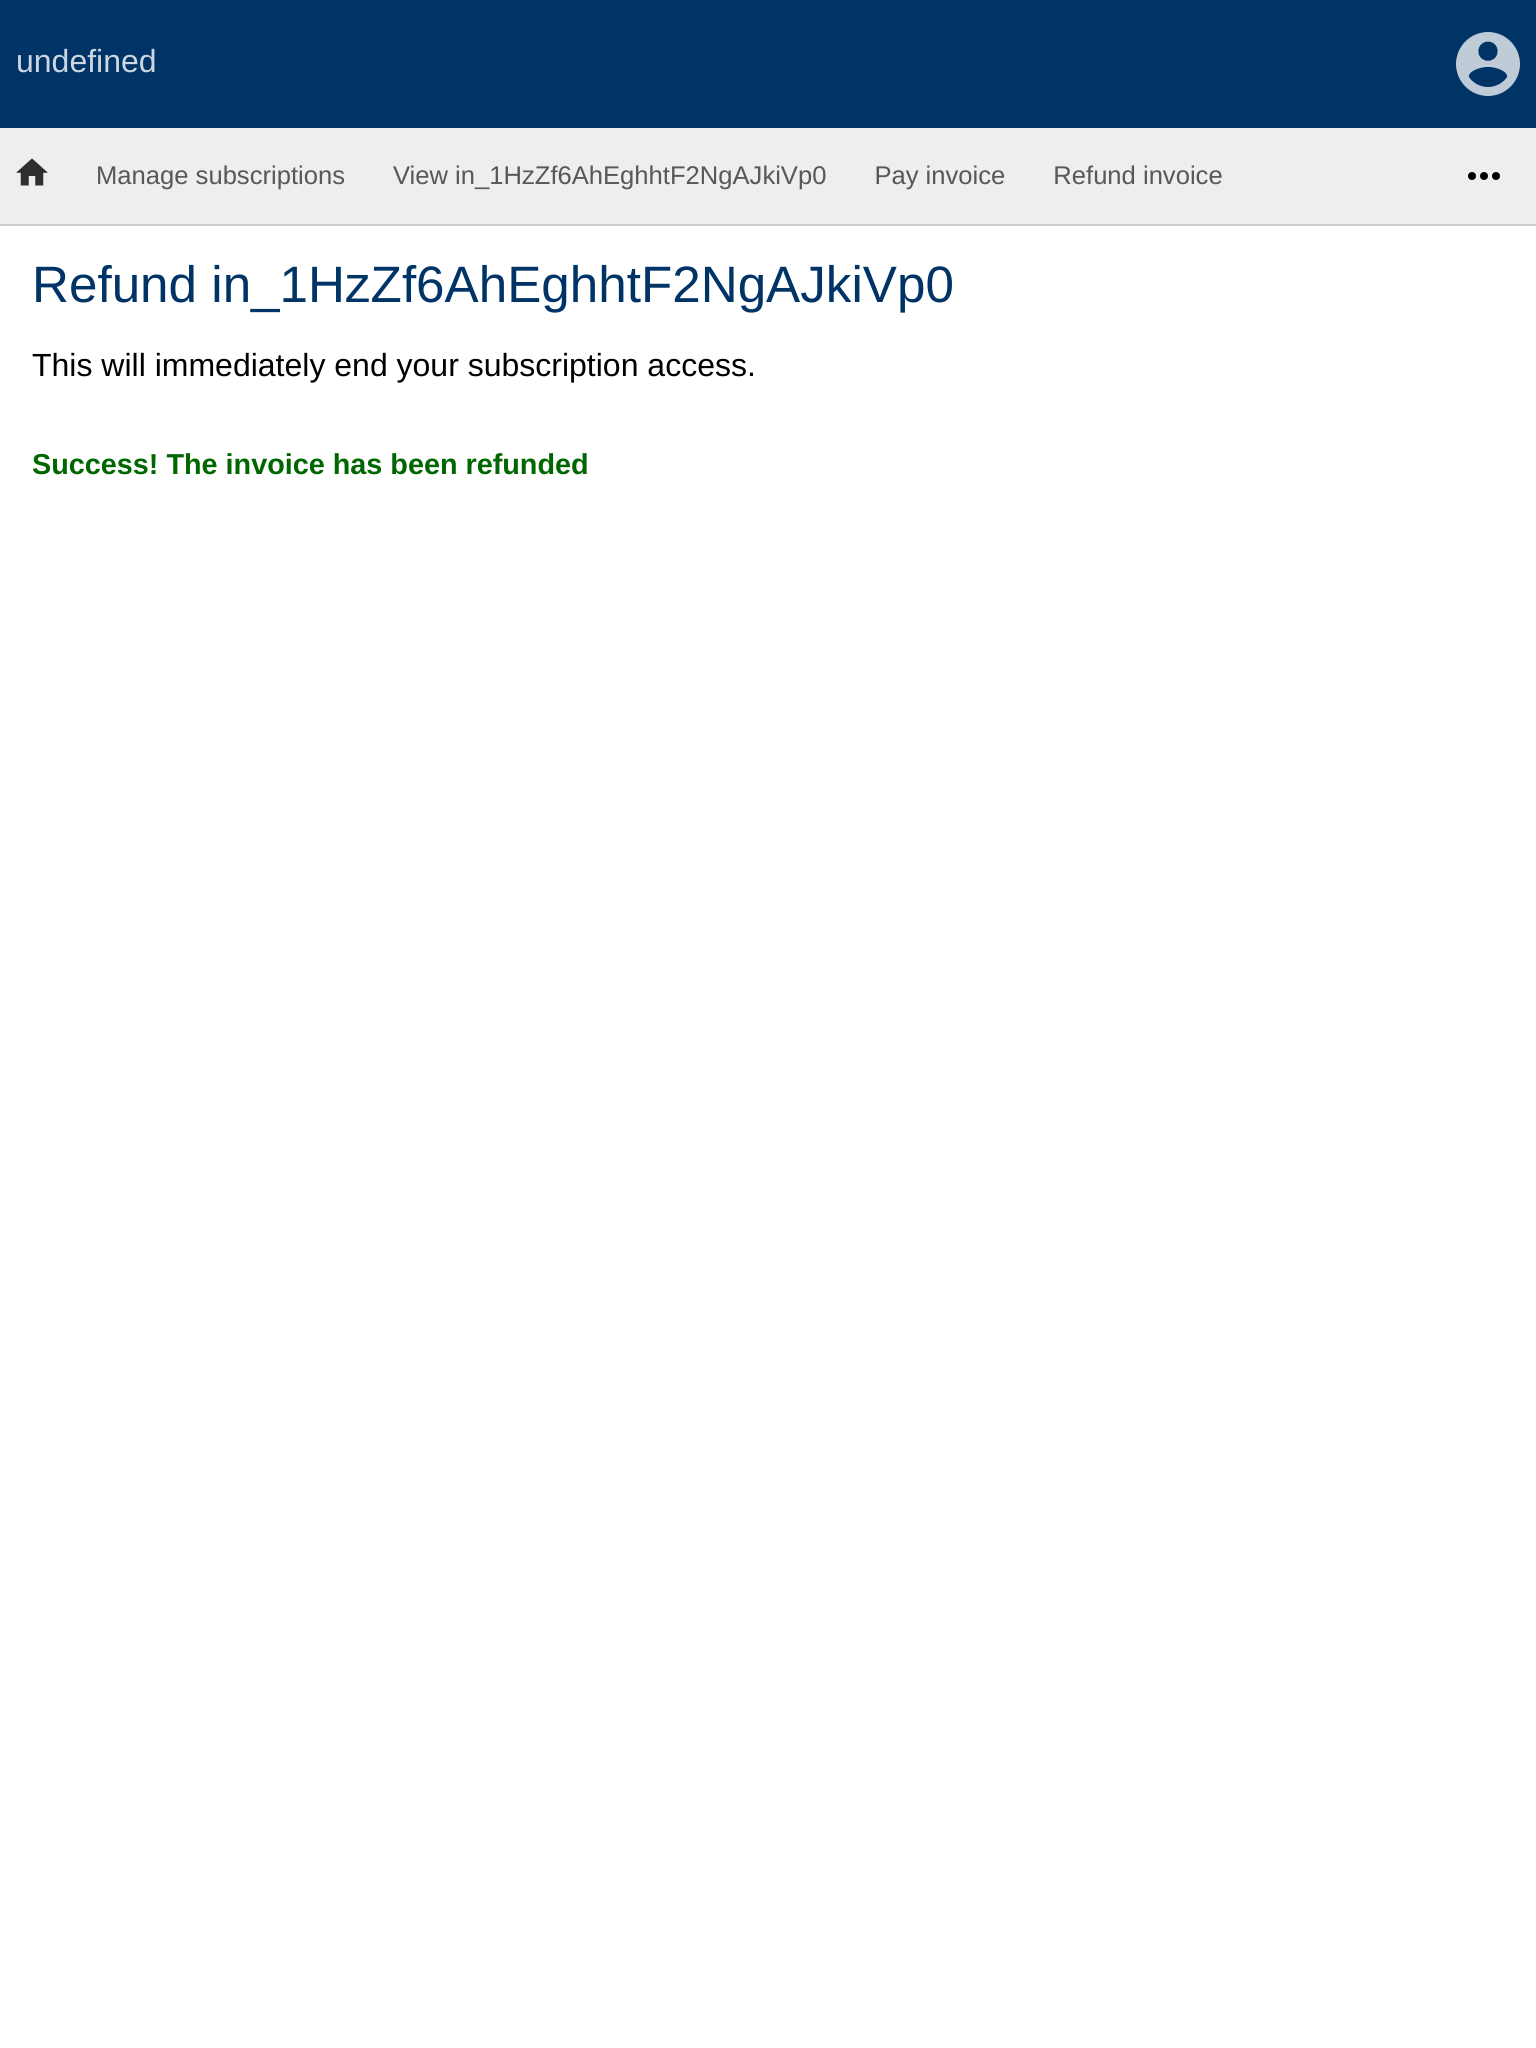 undefined
Manage subscriptions View in_1HzZf6AhEghhtF2NgAJkiVp0 Pay invoice Refund invoice
Refund in_1HzZf6AhEghhtF2NgAJkiVp0
This will immediately end your subscription access.
Success! The invoice has been refunded